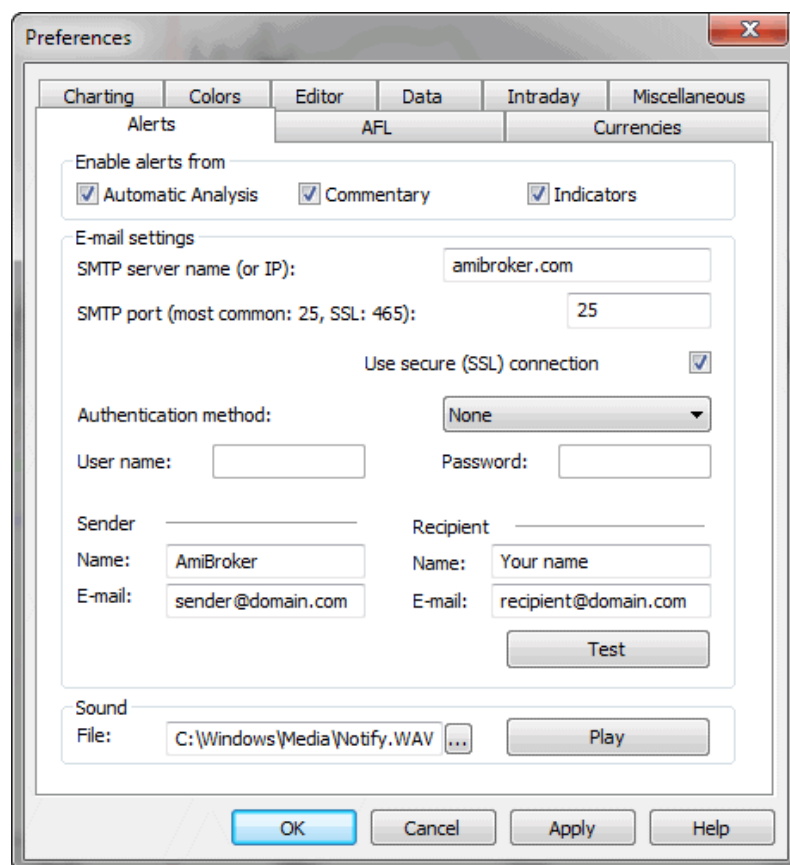 Preferences
Charting Colors Editor Data Intraday Miscellaneous
Alerts AFL Currencies
Enable alerts from
Automatic Analysis Commentary Indicators
E-mail settings
SMTP server name (or IP): amibroker.com
SMTP port (most common: 25, SSL: 465): 25
Use secure (SSL) connection
Authentication method: None
User name: Password:
Sender Recipient
Name: AmiBroker Name: Your name
E-mail: sender@domain.com E-mail: recipient@domain.com
Test
Sound
File: C:\Windows\Media\Notify.WAV ... Play
OK Cancel Apply Help